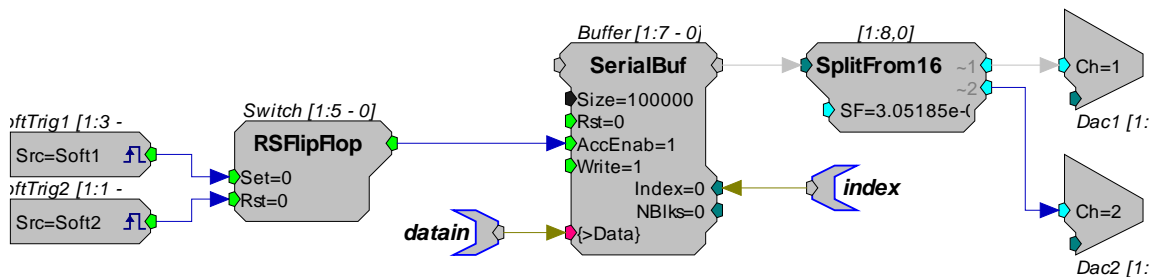 oftTrig1 [1:3 -
Src=Soft1
oftTrig2 [1:1 -
Src=Soft2
Switch [1:5 - 0]
RSFlipFlop
Set=0
Rst=0
Buffer [1:7 - 0]
SerialBuf
Size=100000
Rst=0
AccEnab=1
Write=1
Index=0
NBlks=0
{>Data}
datain
index
[1:8,0]
SplitFrom16
~1
~2
SF=3.05185e-(
Ch=1
Dac1 [1:
Ch=2
Dac2 [1: